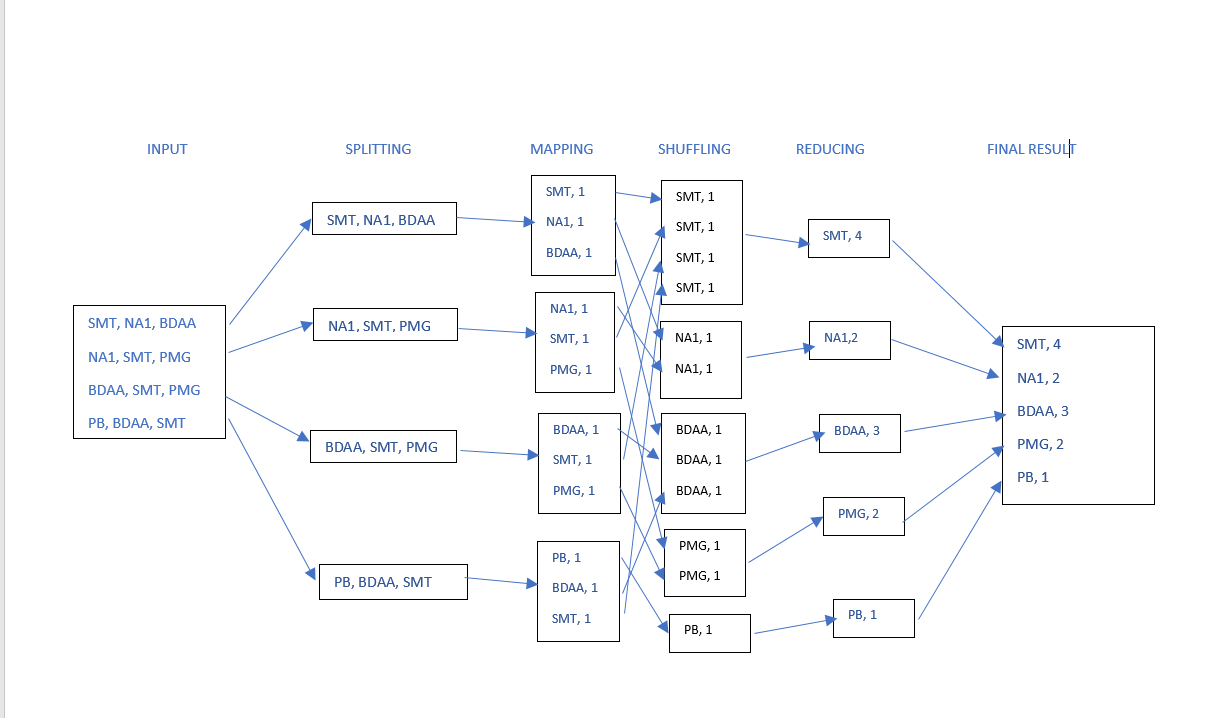 INPUT
SPLITTING
MAPPING
SHUFFLING
REDUCING
FINAL RESULT
SMT, NA1, BDAA
NA1, SMT, PMG
BDAA, SMT, PMG
PB, BDAA, SMT
SMT, NA1, BDAA
NA1, SMT, PMG
BDAA, SMT, PMG
PB, BDAA, SMT
SMT, 1
NA1, 1
BDAA, 1
NA1, 1
SMT, 1
PMG, 1
BDAA, 1
SMT, 1
PMG, 1
PB, 1
BDAA, 1
SMT, 1
SMT, 1
SMT, 1
SMT, 1
SMT, 1
NA1, 1
NA1, 1
BDAA, 1
BDAA, 1
BDAA, 1
PMG, 1
PMG, 1
PB, 1
SMT, 4
NA1,2
BDAA, 3
PMG, 2
PB, 1
SMT, 4
NA1, 2
BDAA, 3
PMG, 2
PB, 1